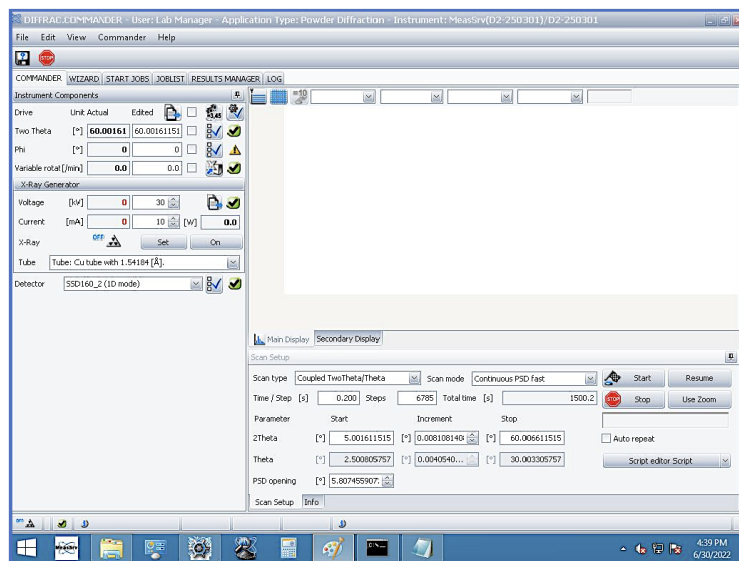 DIFFRAC.COMMANDER - User: Lab Manager - Application Type: Powder Diffraction - Instrument: MeasSrv(D2-250301)/D2-250301
File Edit View Commander Help
STOP
COMMANDER WIZARD START JOBS JOBLIST RESULTS MANAGER LOG
Instrument Components
Drive Unit Actual Edited
Two Theta [°] 60.00161 60.00161151
Phi [°] 0 0
Variable rotat[/min] 0.0 0.0
X-Ray Generator
Voltage [kV] 0 30
Current [mA] 0 10 [W] 0.0
X-Ray OFF Set On
Tube Tube: Cu tube with 1.54184 [Å].
Detector SSD160_2 (1D mode)
Main Display Secondary Display
Scan Setup
Scan type Coupled TwoTheta/Theta Scan mode Continuous PSD fast Start Resume
Time / Step [s] 0.200 Steps 6785 Total time [s] 1500.2 STOP Stop Use Zoom
Parameter Start Increment Stop
2Theta [°] 5.001611515 [°] 0.008108140 [°] 60.006611515 Auto repeat
Theta [°] 2.500805757 [°] 0.0040540... [°] 30.003305757 Script editor Script
PSD opening [°] 5.807455907.
Scan Setup Info
OFF
MeasSrv
4:39 PM
6/30/2022